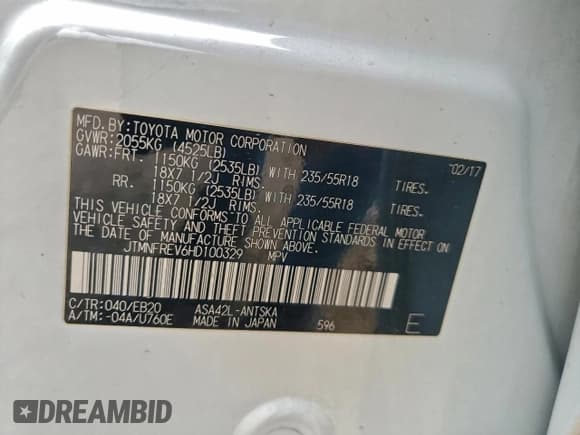 MFD.BY:TOYOTA MOTOR CORPORATION 02/17
GVWR:2055KG (4525LB)
GAWR:FRT. 1150KG (2535LB) WITH 235/55R18 TIRES.
18X7 1/2J RIMS.
RR. 1150KG (2535LB) WITH 235/55R18 TIRES.
18X7 1/2J RIMS.
THIS VEHICLE CONFORMS TO ALL APPLICABLE FEDERAL MOTOR
VEHICLE SAFETY AND THEFT PREVENTION STANDARDS IN EFFECT ON
THE DATE OF MANUFACTURE SHOWN ABOVE.
JTMNFREV6HD100329 MPV
C/TR:040/EB20 ASA42L-ANTSKA
A/TM:-04A/U760E MADE IN JAPAN 596 E
DREAMBID